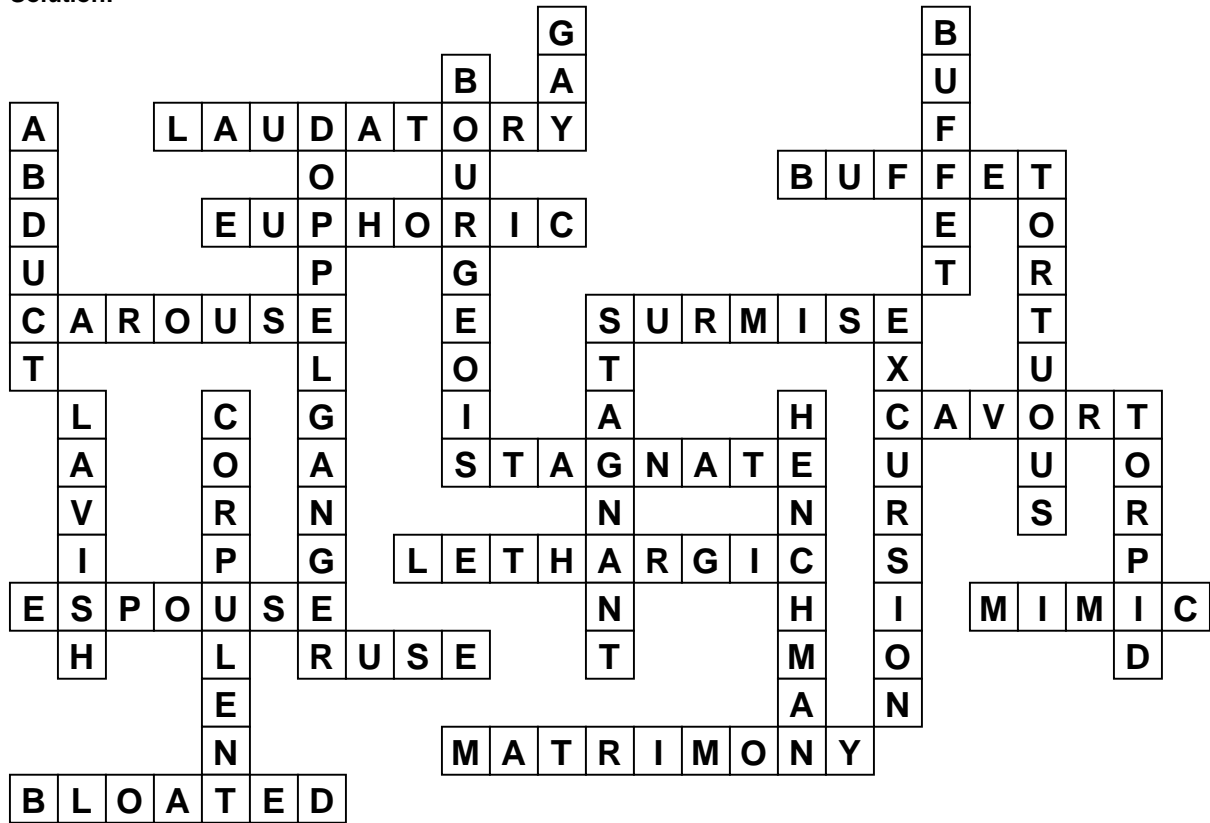 Solution:
G B
B A U
A L A U D A T O R Y F
B O U B U F F E T
D E U P H O R I C E O
U P G T R
C A R O U S E E S U R M I S E T
T L O T X U
L C G I A H C A V O R T
A O A S T A G N A T E U U O
V R N N N R S R
I P G L E T H A R G I C S P
E S P O U S E N H I M I M I C
H L R U S E T M O D
E A N
N M A T R I M O N Y
B L O A T E D